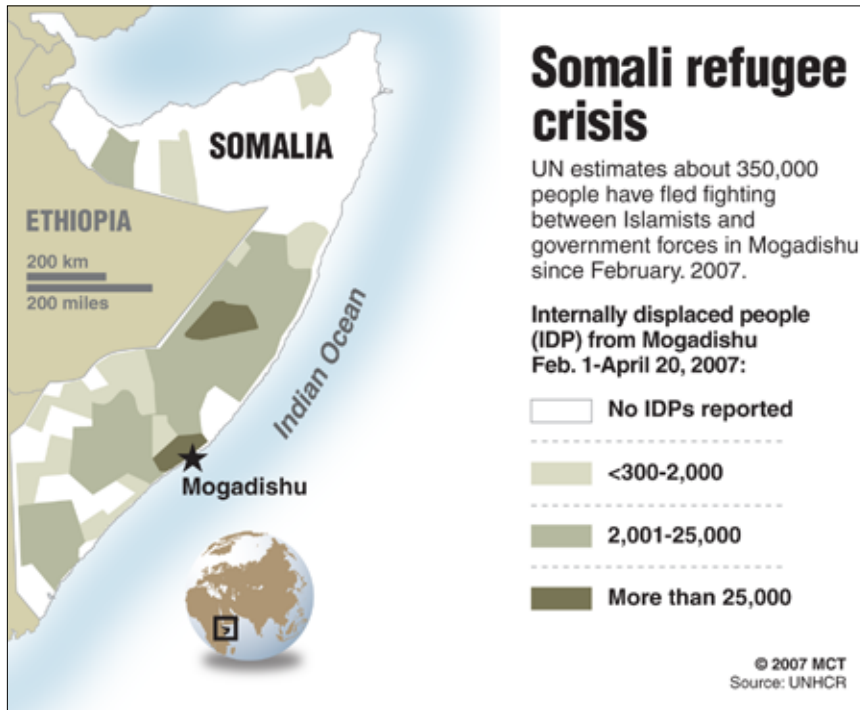 Somali refugee
crisis
UN estimates about 350,000
people have fled fighting
between Islamists and
government forces in Mogadishu
since February. 2007.
Internally displaced people
(IDP) from Mogadishu
Feb. 1-April 20, 2007:
No IDPs reported
<300-2,000
2,001-25,000
More than 25,000
© 2007 MCT
Source: UNHCR
SOMALIA
ETHIOPIA
200 km
200 miles
Indian Ocean
Mogadishu